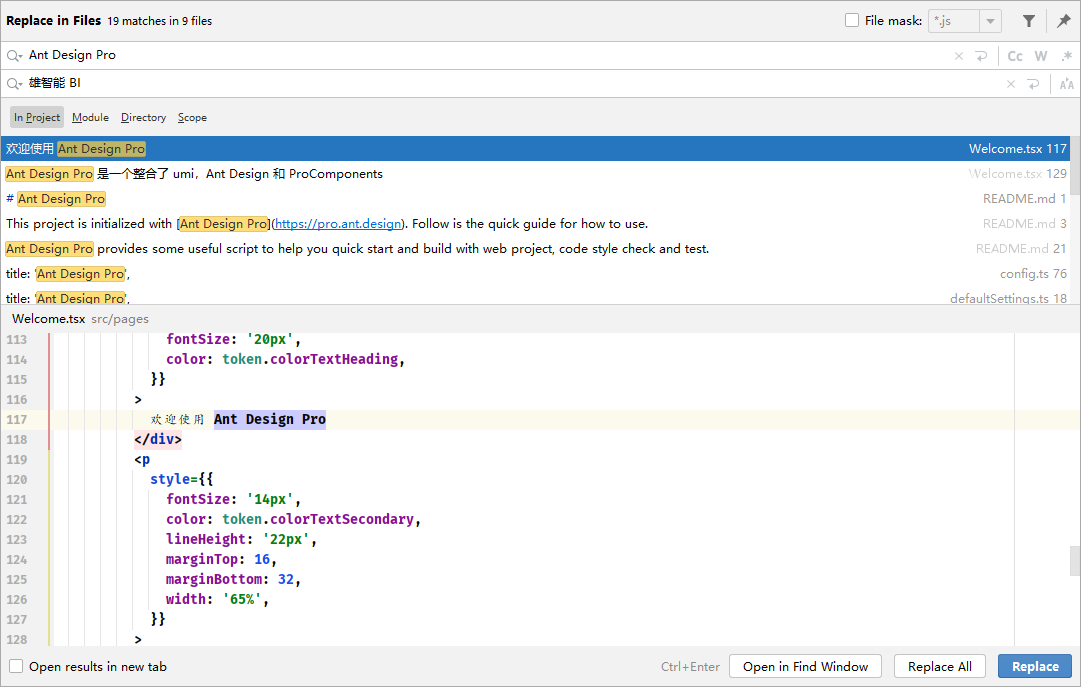 Replace in Files 19 matches in 9 files File mask: *.js
Ant Design Pro Cc W .*
雄智能 BI
In Project Module Directory Scope
欢迎使用 Ant Design Pro Welcome.tsx 117
Ant Design Pro 是一个整合了 umi，Ant Design 和 ProComponents Welcome.tsx 129
# Ant Design Pro README.md 1
This project is initialized with [Ant Design Pro](https://pro.ant.design). Follow is the quick guide for how to use. README.md 3
Ant Design Pro provides some useful script to help you quick start and build with web project, code style check and test. README.md 21
title: 'Ant Design Pro', config.ts 76
title: 'Ant Design Pro', defaultSettings.ts 18
Welcome.tsx src/pages
113 fontSize: '20px',
114 color: token.colorTextHeading,
115 }}
116 >
117 欢迎使用 Ant Design Pro
118 </div>
119 <p
120 style={{
121 fontSize: '14px',
122 color: token.colorTextSecondary,
123 lineHeight: '22px',
124 marginTop: 16,
125 marginBottom: 32,
126 width: '65%',
127 }}
128 >
Open results in new tab Ctrl+Enter Open in Find Window Replace All Replace